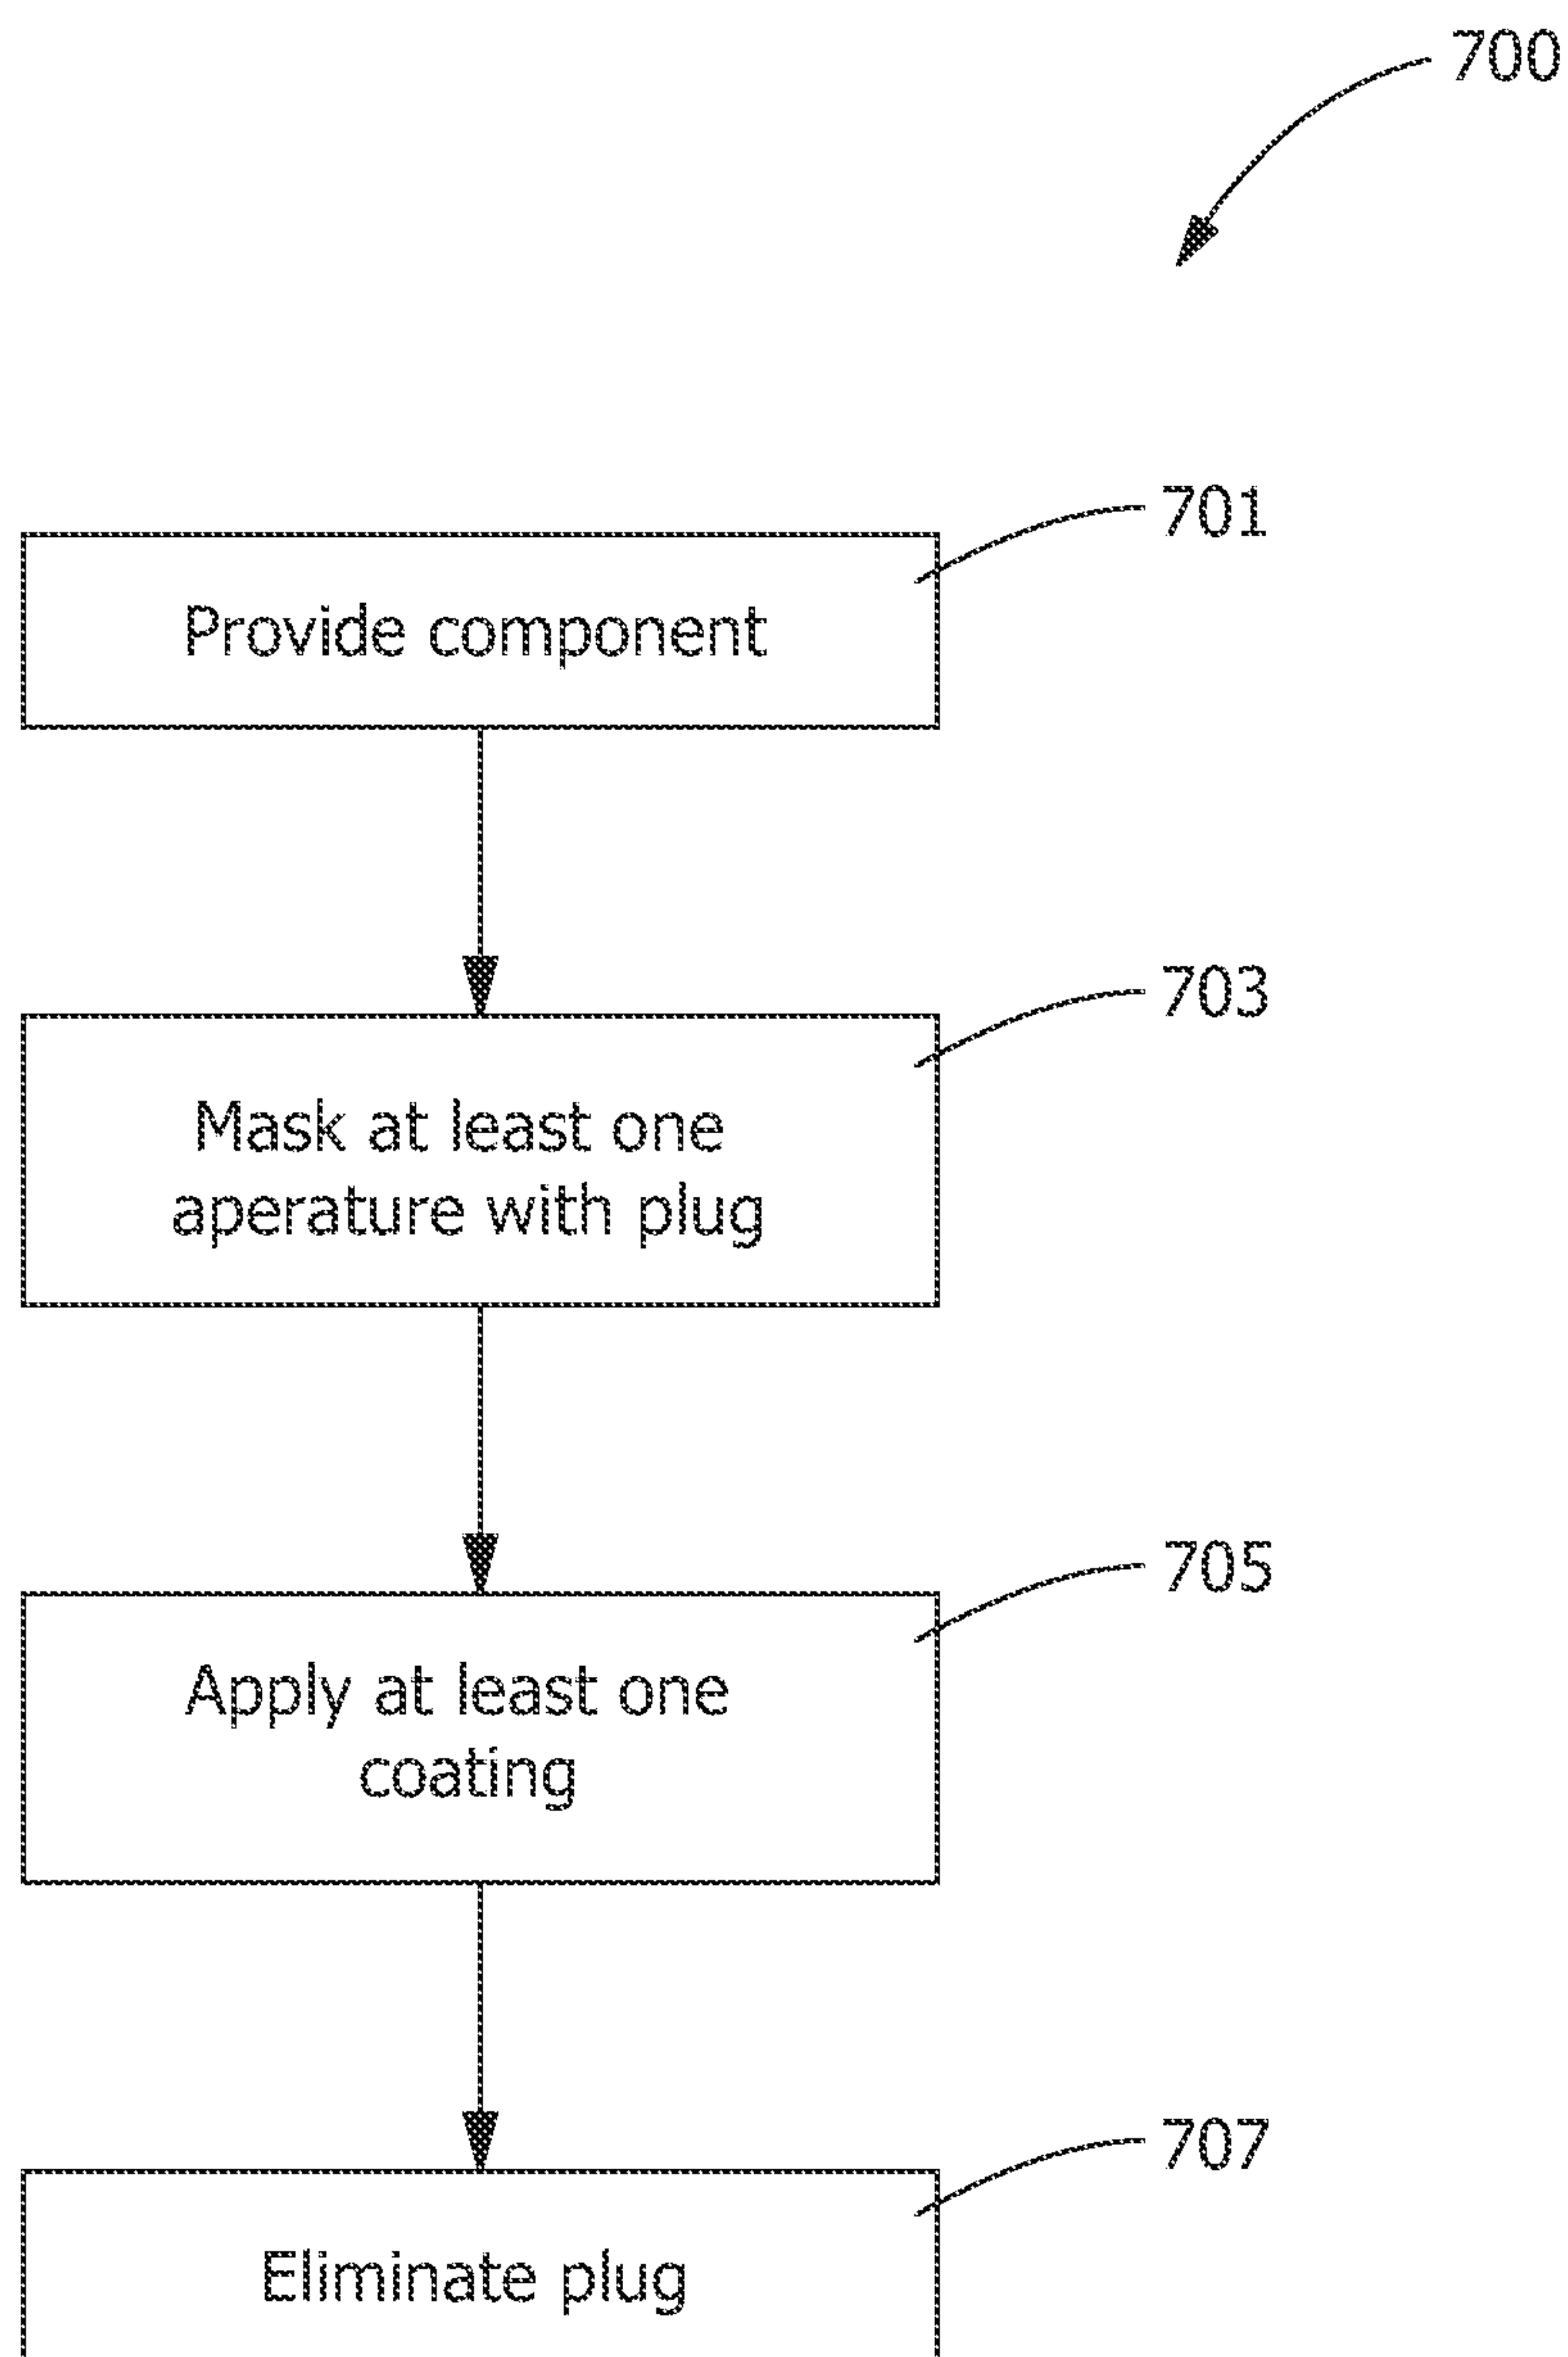 700
701
Provide component
703
Mask at least one
aperature with plug
705
Apply at least one
coating
707
Eliminate plug